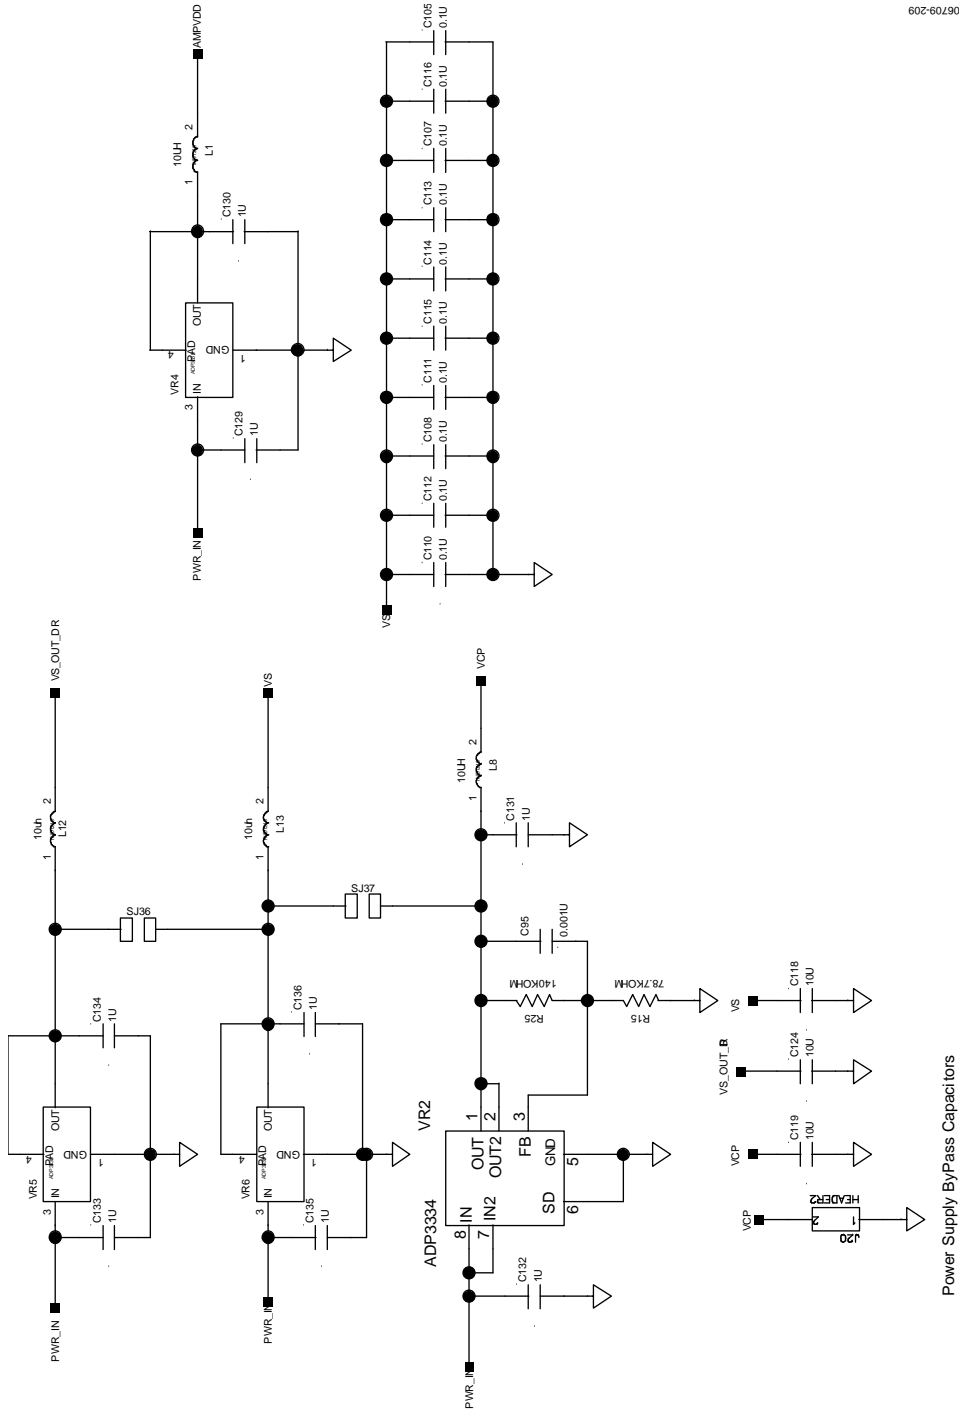 06709-209
AMPVDD
2
10UH
L1
1
C130
1U
OUT
4
PAD
GND
1
VR4
IN
3
C129
1U
PWR_IN
C105
0.1U
C116
0.1U
C107
0.1U
C113
0.1U
C114
0.1U
C115
0.1U
C111
0.1U
C108
0.1U
C112
0.1U
C110
0.1U
VS
VS_OUT_DR
2
10uh
L12
1
SJ36
C134
1U
OUT
4
PAD
GND
1
VR5
IN
3
C133
1U
PWR_IN
VS
2
10uh
L13
1
SJ37
C136
1U
OUT
4
PAD
GND
1
VR6
IN
3
C135
1U
PWR_IN
VCP
2
10UH
L8
1
C131
1U
C95
0.001U
140KOHM
R25
78.7KOHM
R15
VR2
1
2
3
OUT
OUT2
FB
GND
5
SD
6
IN
IN2
8
7
ADP3334
C132
1U
PWR_IN
VS
C118
10U
C124
10U
VCP
C119
10U
VCP
2
1
J20
HEADER2
Power Supply ByPass Capacitors